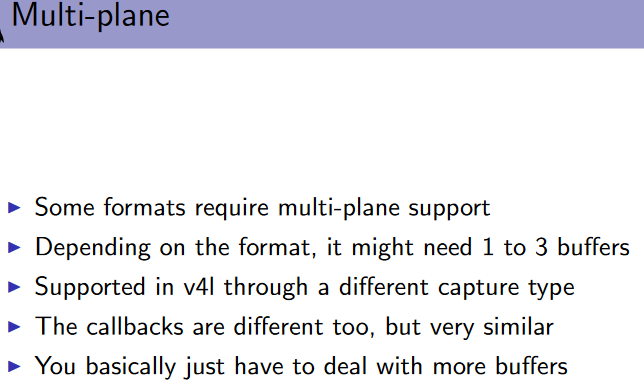 Multi-plane
Some formats require multi-plane support
Depending on the format, it might need 1 to 3 buffers
Supported in v4l through a different capture type
The callbacks are different too, but very similar
You basically just have to deal with more buffers